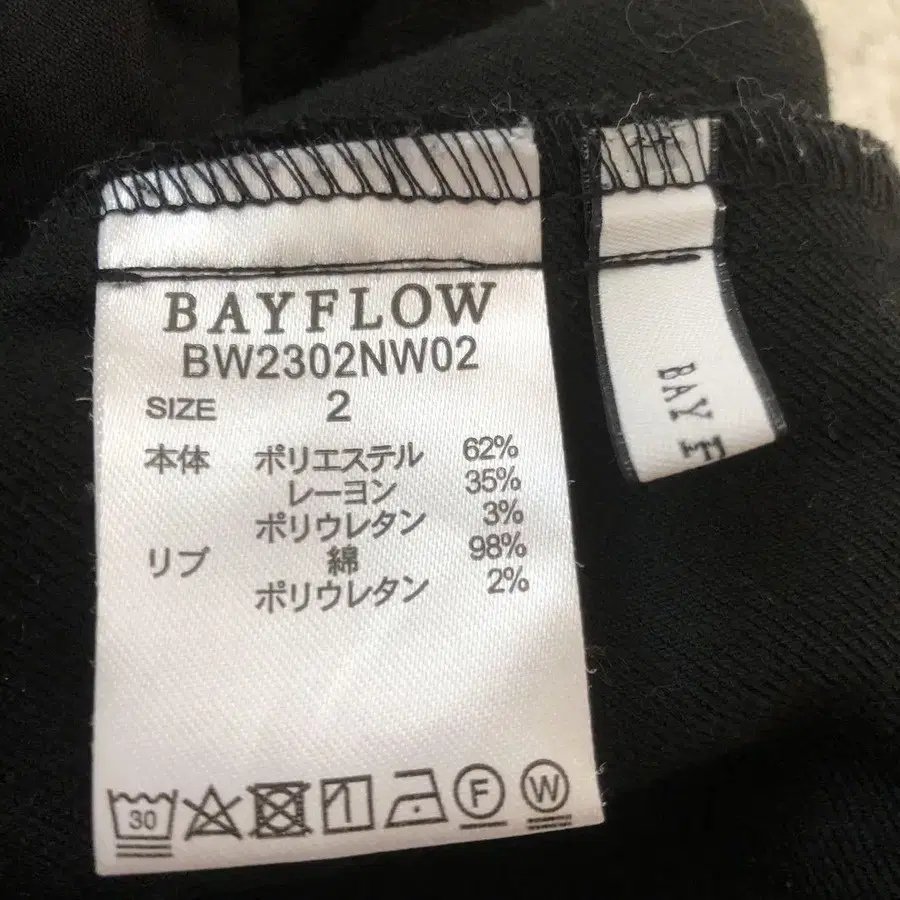 BAYFLOW
BW2302NW02
SIZE 2
本体 ポリエステル 62%
レーヨン 35%
ポリウレタン 3%
リブ 綿 98%
ポリウレタン 2%
30
F
W
BAY F